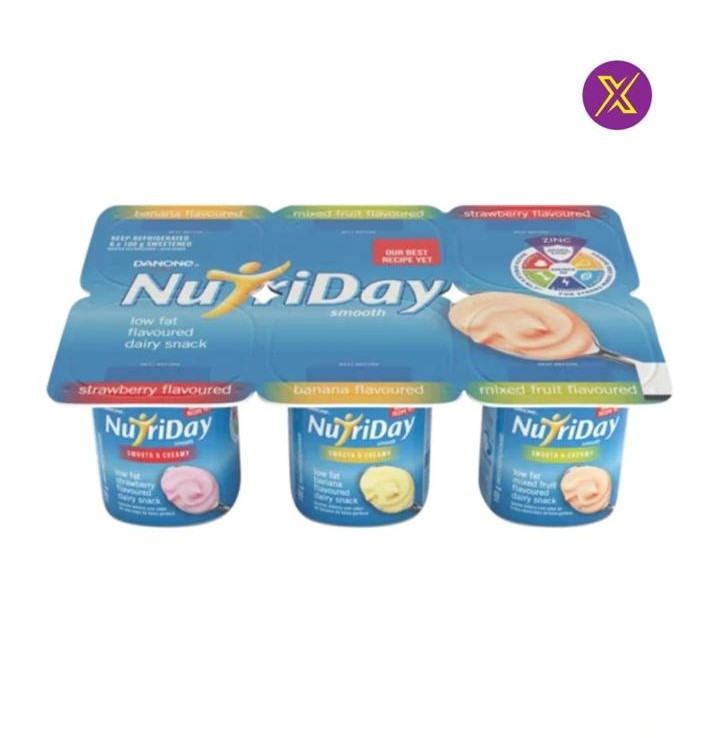 X
banana flavoured
mixed fruit flavoured
strawberry flavoured
KEEP REFRIGERATED
6 x 100 g SWEETENED
OUR BEST
RECIPE YET
ZINC
DANONE
NutriDay
smooth
low fat
flavoured
dairy snack
strawberry flavoured
banana flavoured
mixed fruit flavoured
NutriDay
smooth
SMOOTH & CREAMY
low fat
strawberry
flavoured
dairy snack
NutriDay
smooth
SMOOTH & CREAMY
low fat
banana
flavoured
dairy snack
NutriDay
smooth
SMOOTH & CREAMY
low fat
mixed fruit
flavoured
dairy snack